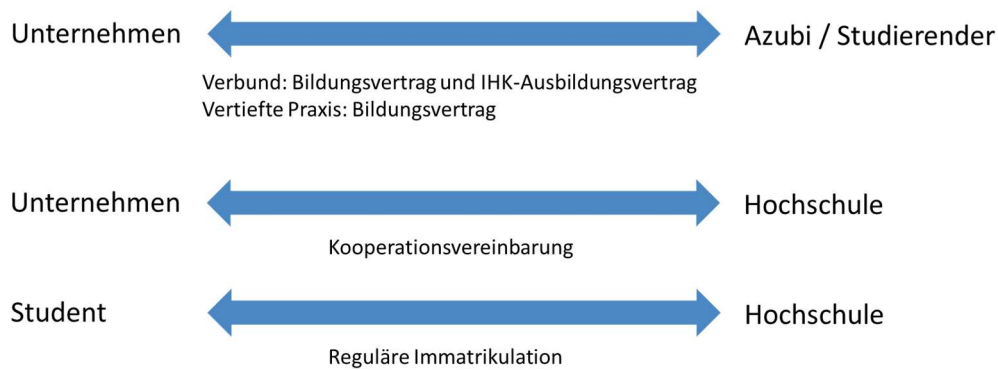 Unternehmen
Azubi / Studierender
Verbund: Bildungsvertrag und IHK-Ausbildungsvertrag
Vertiefte Praxis: Bildungsvertrag
Unternehmen
Hochschule
Kooperationsvereinbarung
Student
Hochschule
Reguläre Immatrikulation